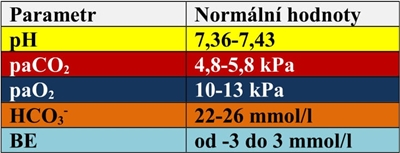 Parametr Normální hodnoty
pH 7,36-7,43
paCO₂ 4,8-5,8 kPa
paO₂ 10-13 kPa
HCO₃⁻ 22-26 mmol/l
BE od -3 do 3 mmol/l